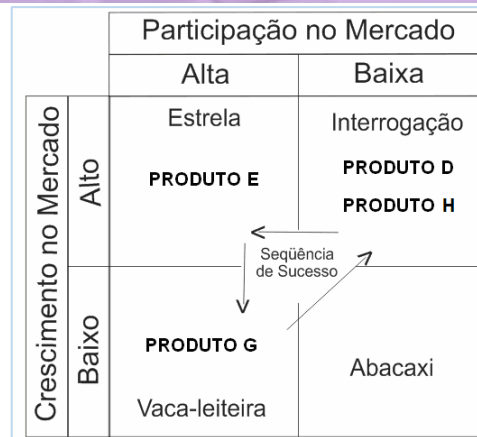 Participação no Mercado
Alta
Baixa
Crescimento no Mercado
Alto
Baixo
Estrela
PRODUTO E
Interrogação
PRODUTO D
PRODUTO H
Seqüência
de Sucesso
PRODUTO G
Vaca-leiteira
Abacaxi